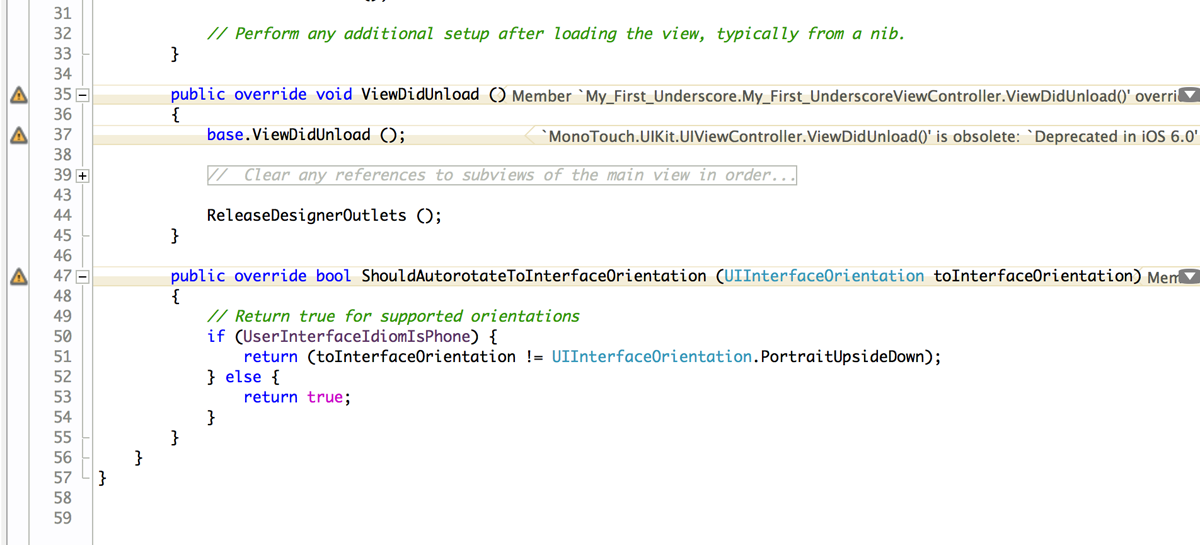 31
32 // Perform any additional setup after loading the view, typically from a nib.
33 }
34
35 public override void ViewDidUnload () Member `My_First_Underscore.My_First_UnderscoreViewController.ViewDidUnload()' overri
36 {
37 base.ViewDidUnload (); `MonoTouch.UIKit.UIViewController.ViewDidUnload()' is obsolete: `Deprecated in iOS 6.0'
38
39 // Clear any references to subviews of the main view in order...
43
44 ReleaseDesignerOutlets ();
45 }
46
47 public override bool ShouldAutorotateToInterfaceOrientation (UIInterfaceOrientation toInterfaceOrientation) Mem
48 {
49 // Return true for supported orientations
50 if (UserInterfaceIdiomIsPhone) {
51 return (toInterfaceOrientation != UIInterfaceOrientation.PortraitUpsideDown);
52 } else {
53 return true;
54 }
55 }
56 }
57 }
58
59